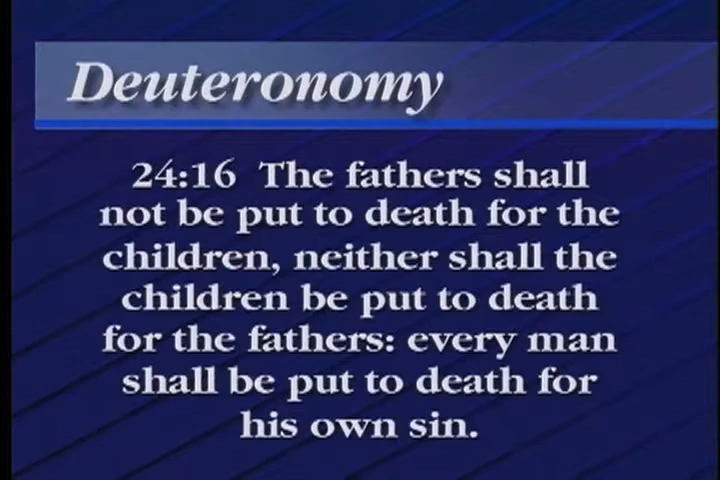 Deuteronomy
24:16 The fathers shall
not be put to death for the
children, neither shall the
children be put to death
for the fathers: every man
shall be put to death for
his own sin.